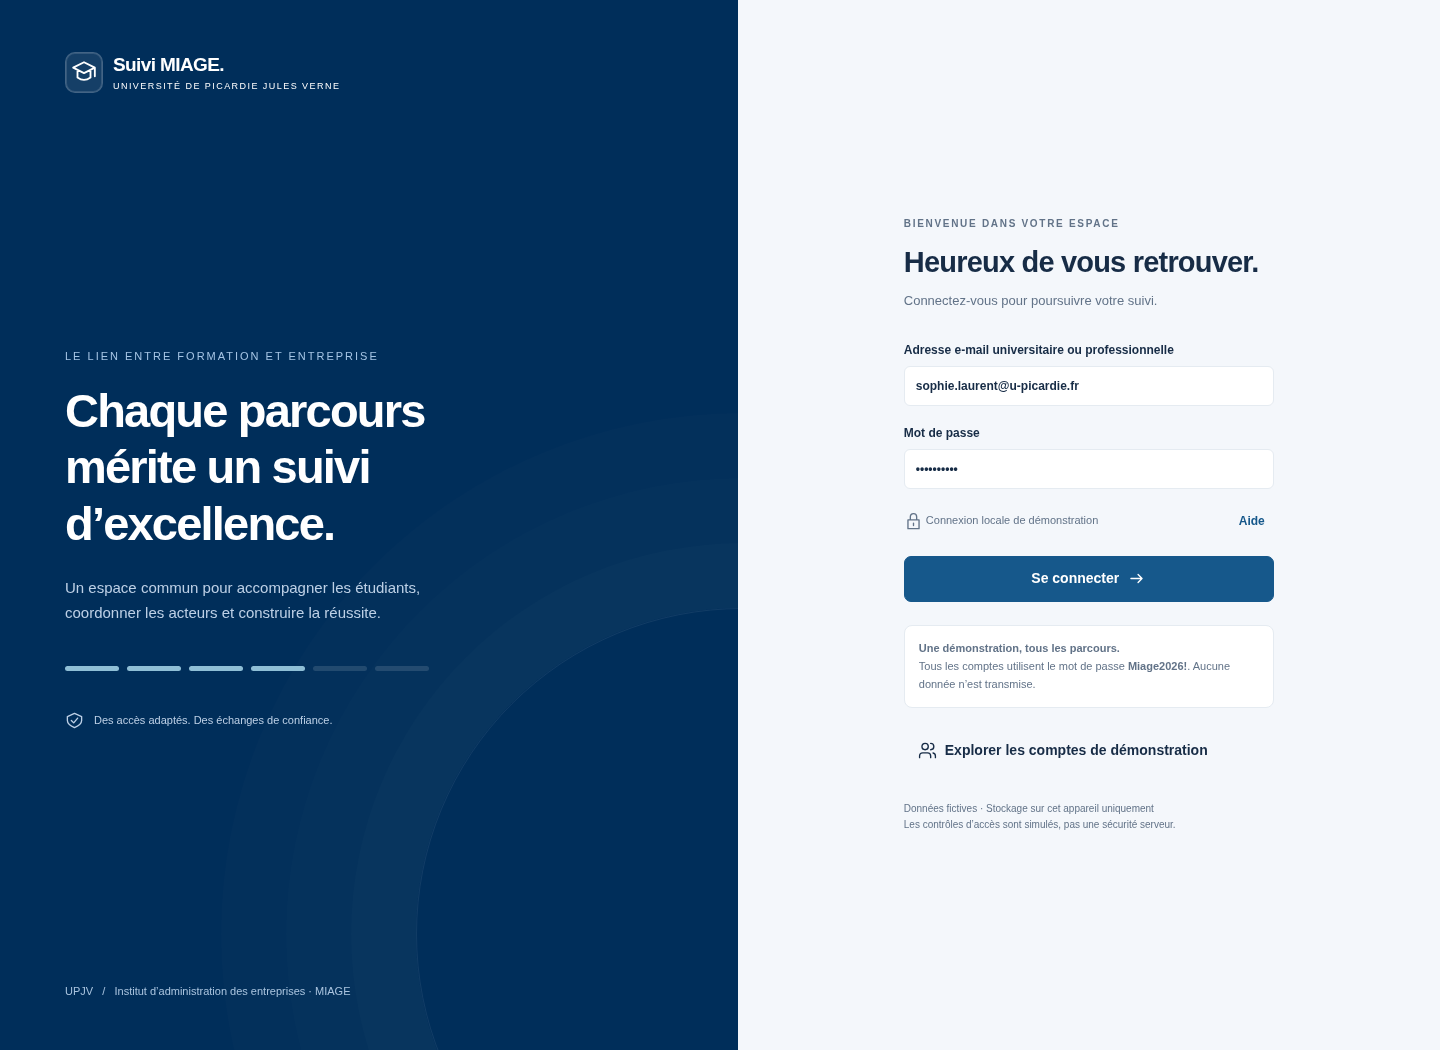 Suivi MIAGE.
UNIVERSITÉ DE PICARDIE JULES VERNE
LE LIEN ENTRE FORMATION ET ENTREPRISE
Chaque parcours
mérite un suivi
d’excellence.
Un espace commun pour accompagner les étudiants,
coordonner les acteurs et construire la réussite.
Des accès adaptés. Des échanges de confiance.
UPJV / Institut d’administration des entreprises · MIAGE
BIENVENUE DANS VOTRE ESPACE
Heureux de vous retrouver.
Connectez-vous pour poursuivre votre suivi.
Adresse e-mail universitaire ou professionnelle
sophie.laurent@u-picardie.fr
Mot de passe
••••••••••
Connexion locale de démonstration Aide
Se connecter →
Une démonstration, tous les parcours.
Tous les comptes utilisent le mot de passe Miage2026!. Aucune
donnée n’est transmise.
Explorer les comptes de démonstration
Données fictives · Stockage sur cet appareil uniquement
Les contrôles d’accès sont simulés, pas une sécurité serveur.